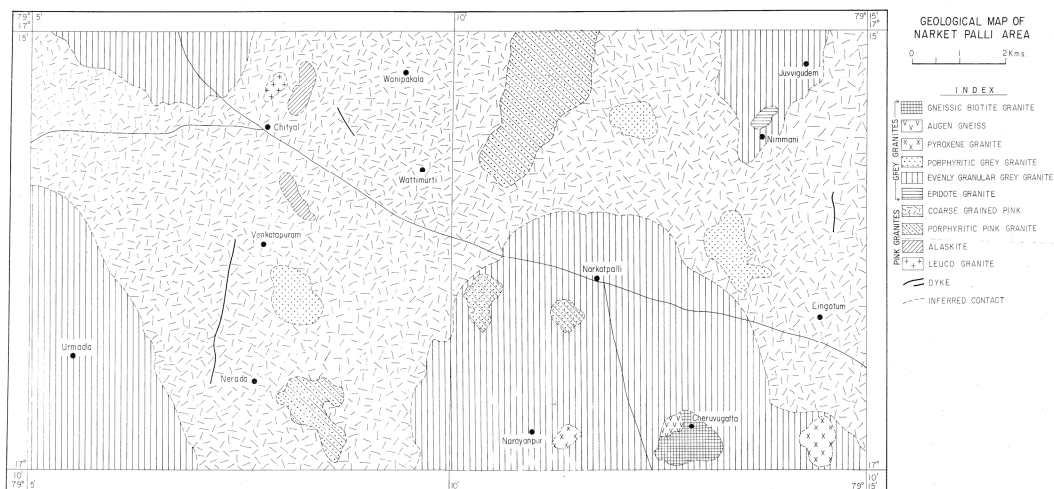 79° 5'
17°
15'
10'
79° 15'
17°
15'
GEOLOGICAL MAP OF
NARKET PALLI AREA
0 1 2 Kms.
INDEX
GREY GRANITES
GNEISSIC BIOTITE GRANITE
AUGEN GNEISS
PYROXENE GRANITE
PORPHYRITIC GREY GRANITE
EVENLY GRANULAR GREY GRANITE
EPIDOTE GRANITE
PINK GRANITES
COARSE GRAINED PINK
PORPHYRITIC PINK GRANITE
ALASKITE
LEUCO GRANITE
DYKE
INFERRED CONTACT
Wanipakala
Juvvigudem
Chityal
Nimmani
Wattimurti
Venkatapuram
Narkatpalli
Eingotum
Urmadla
Nerada
Cheruvugatta
Narayanpur
17°
10'
79° 5'
10'
17°
10'
79° 15'